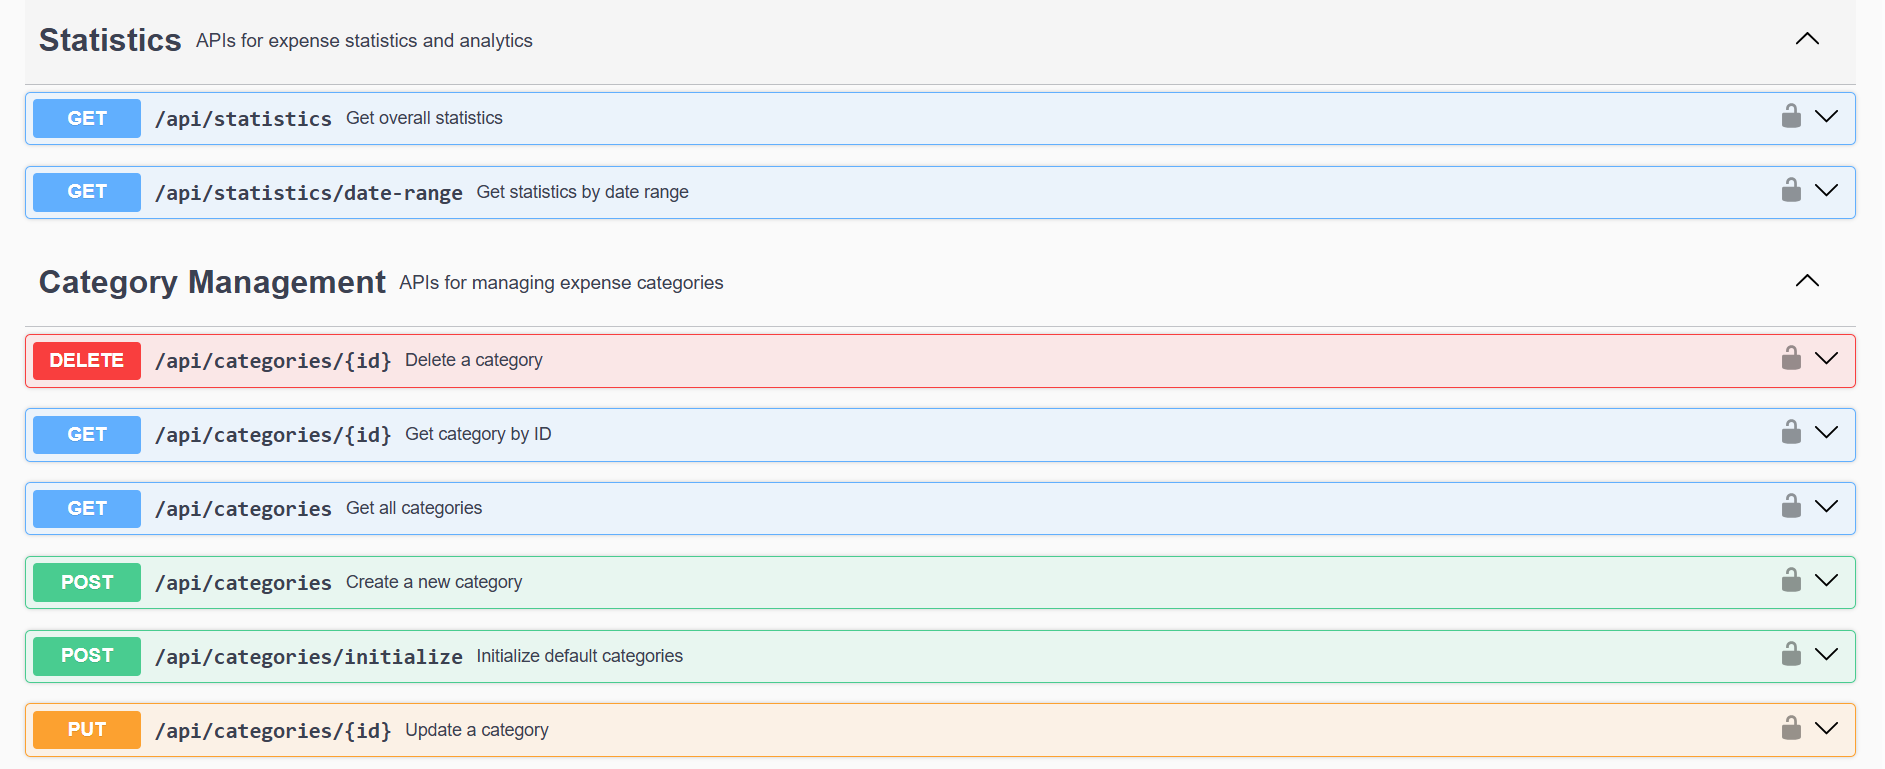 Statistics APIs for expense statistics and analytics
GET /api/statistics Get overall statistics
GET /api/statistics/date-range Get statistics by date range
Category Management APIs for managing expense categories
DELETE /api/categories/{id} Delete a category
GET /api/categories/{id} Get category by ID
GET /api/categories Get all categories
POST /api/categories Create a new category
POST /api/categories/initialize Initialize default categories
PUT /api/categories/{id} Update a category